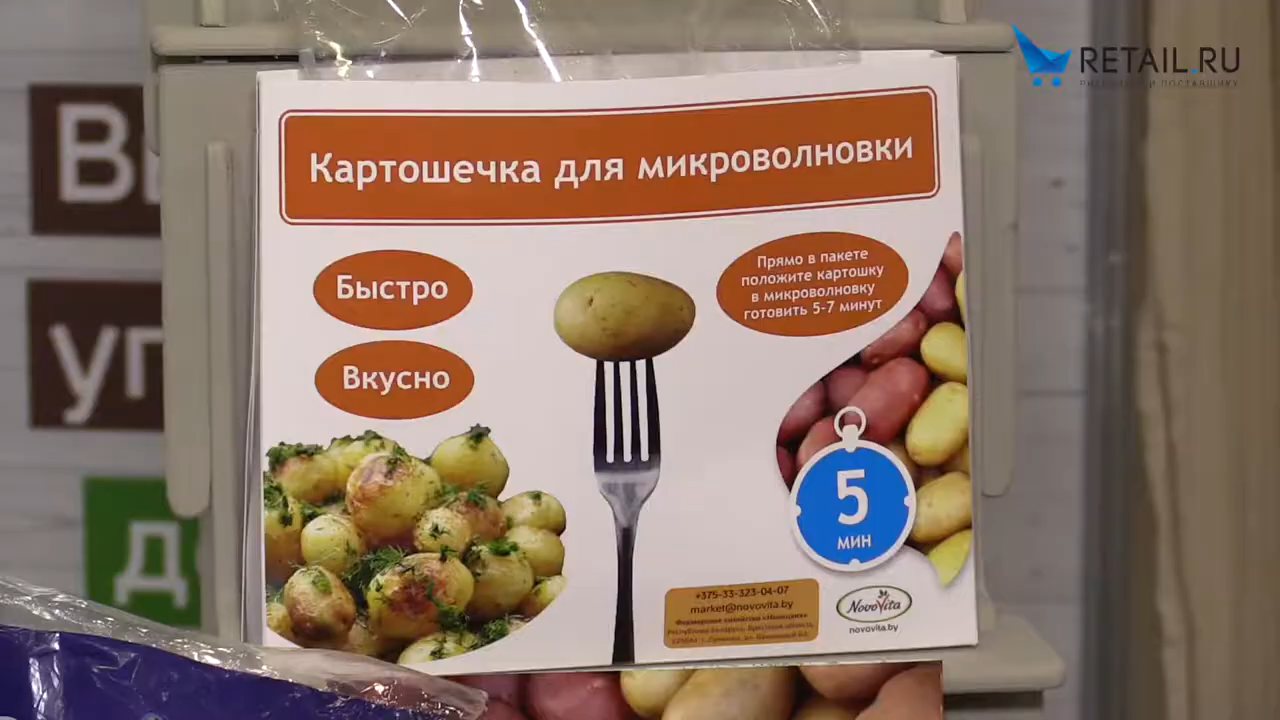 RETAIL.RU
Картошечка для микроволновки
Быстро
Вкусно
Прямо в пакете
положите картошку
в микроволновку
готовить 5-7 минут
5
мин
+375-33-323-04-07
market@novovita.by
NovoVita
novovita.by
В
уп
д